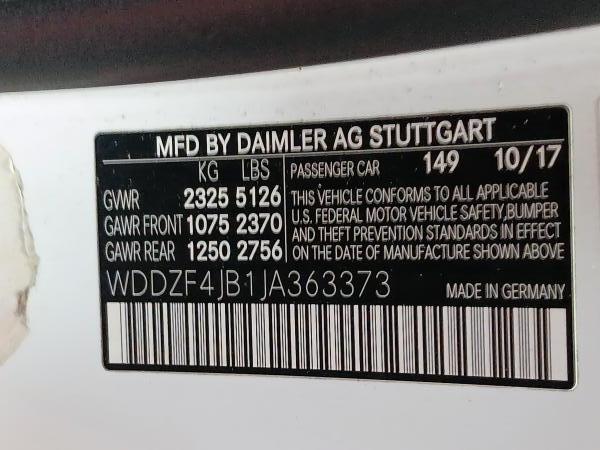 MFD BY DAIMLER AG STUTTGART
KG LBS
GVWR 2325 5126
GAWR FRONT 1075 2370
GAWR REAR 1250 2756
PASSENGER CAR 149 10/17
THIS VEHICLE CONFORMS TO ALL APPLICABLE
U.S. FEDERAL MOTOR VEHICLE SAFETY,BUMPER
AND THEFT PREVENTION STANDARDS IN EFFECT
ON THE DATE OF MANUFACTURE SHOWN ABOVE
WDDZF4JB1JA363373 MADE IN GERMANY